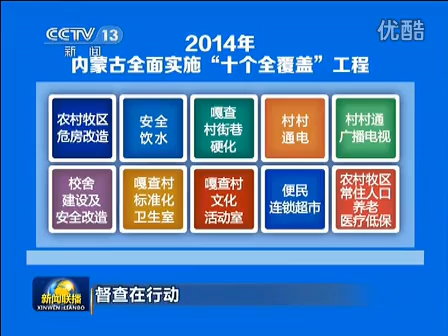 CCTV 13
新闻
优酷
2014年
内蒙古全面实施“十个全覆盖”工程
农村牧区
危房改造
安全
饮水
嘎查
村街巷
硬化
村村
通电
村村通
广播电视
校舍
建设及
安全改造
嘎查村
标准化
卫生室
嘎查村
文化
活动室
便民
连锁超市
农村牧区
常住人口
养老
医疗低保
新闻联播
XINWEN LIANBO
督查在行动